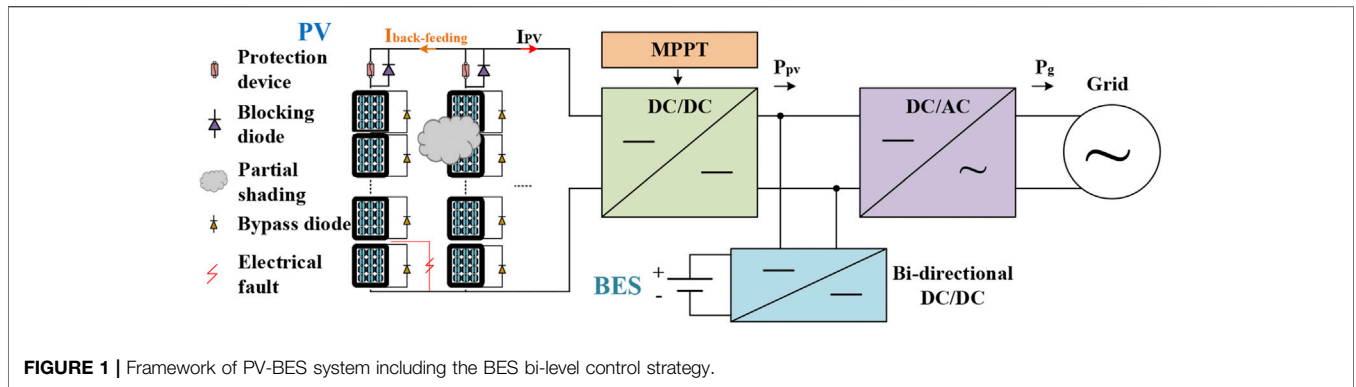 PV
Protection
device
Blocking
diode
Partial
shading
Bypass diode
Electrical
fault
Iback-feeding
IPV
MPPT
DC/DC
Ppv
DC/AC
Pg
Grid
BES
+
-
Bi-directional
DC/DC
FIGURE 1 | Framework of PV-BES system including the BES bi-level control strategy.